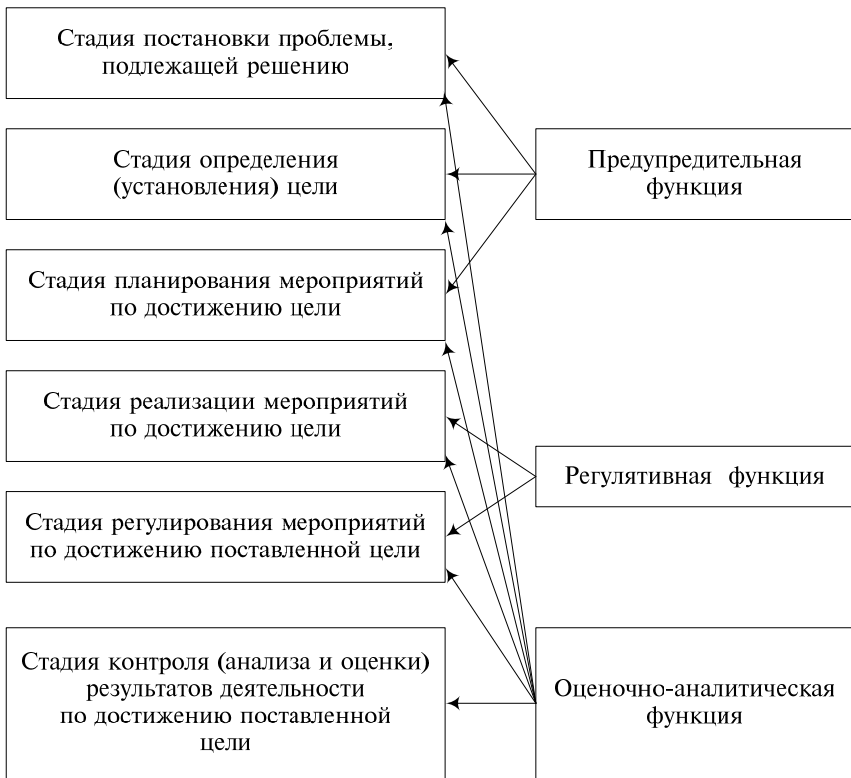 Стадия постановки проблемы,
подлежащей решению
Стадия определения
(установления) цели
Предупредительная
функция
Стадия планирования мероприятий
по достижению цели
Стадия реализации мероприятий
по достижению цели
Регулятивная функция
Стадия регулирования мероприятий
по достижению поставленной цели
Стадия контроля (анализа и оценки)
результатов деятельности
по достижению поставленной
цели
Оценочно-аналитическая
функция